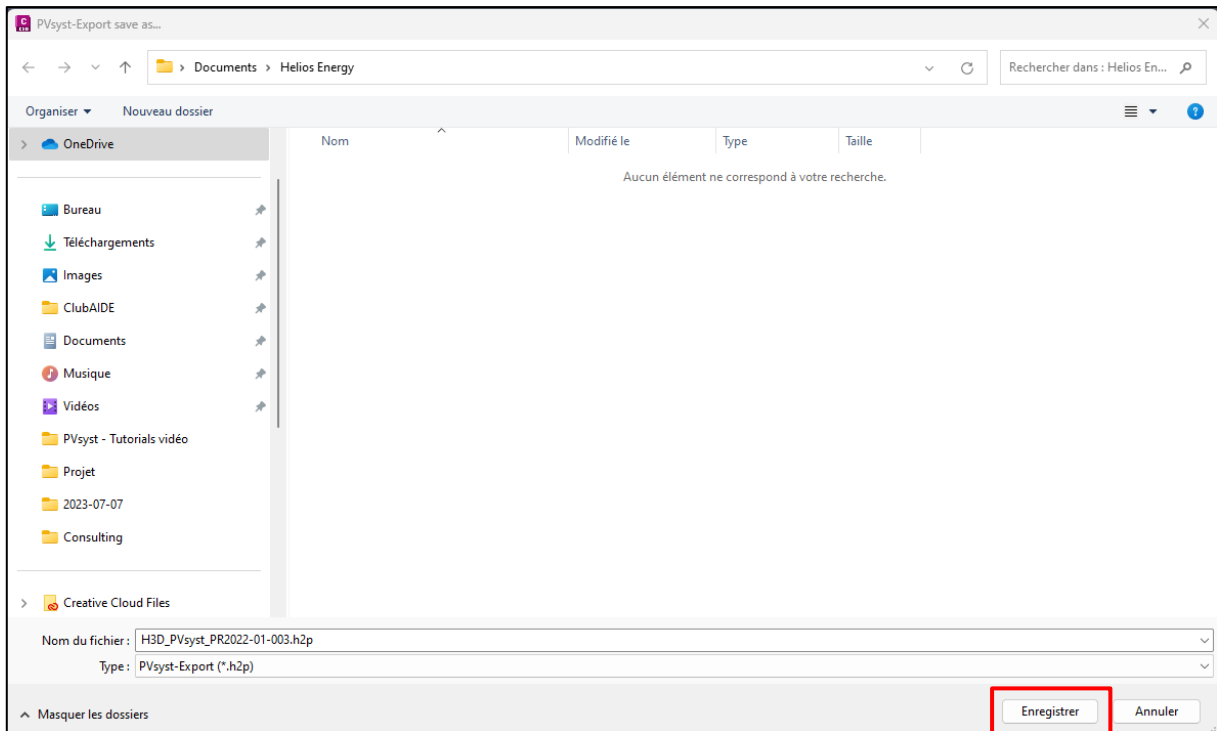 C
C3D
PVsyst-Export save as...
Documents > Helios Energy
Rechercher dans : Helios En...
Organiser
Nouveau dossier
?
OneDrive
Nom
Modifié le
Type
Taille
Aucun élément ne correspond à votre recherche.
Bureau
Téléchargements
Images
ClubAIDE
Documents
Musique
Vidéos
PVsyst - Tutorials vidéo
Projet
2023-07-07
Consulting
Creative Cloud Files
Nom du fichier : H3D_PVsyst_PR2022-01-003.h2p
Type : PVsyst-Export (*.h2p)
Masquer les dossiers
Enregistrer
Annuler